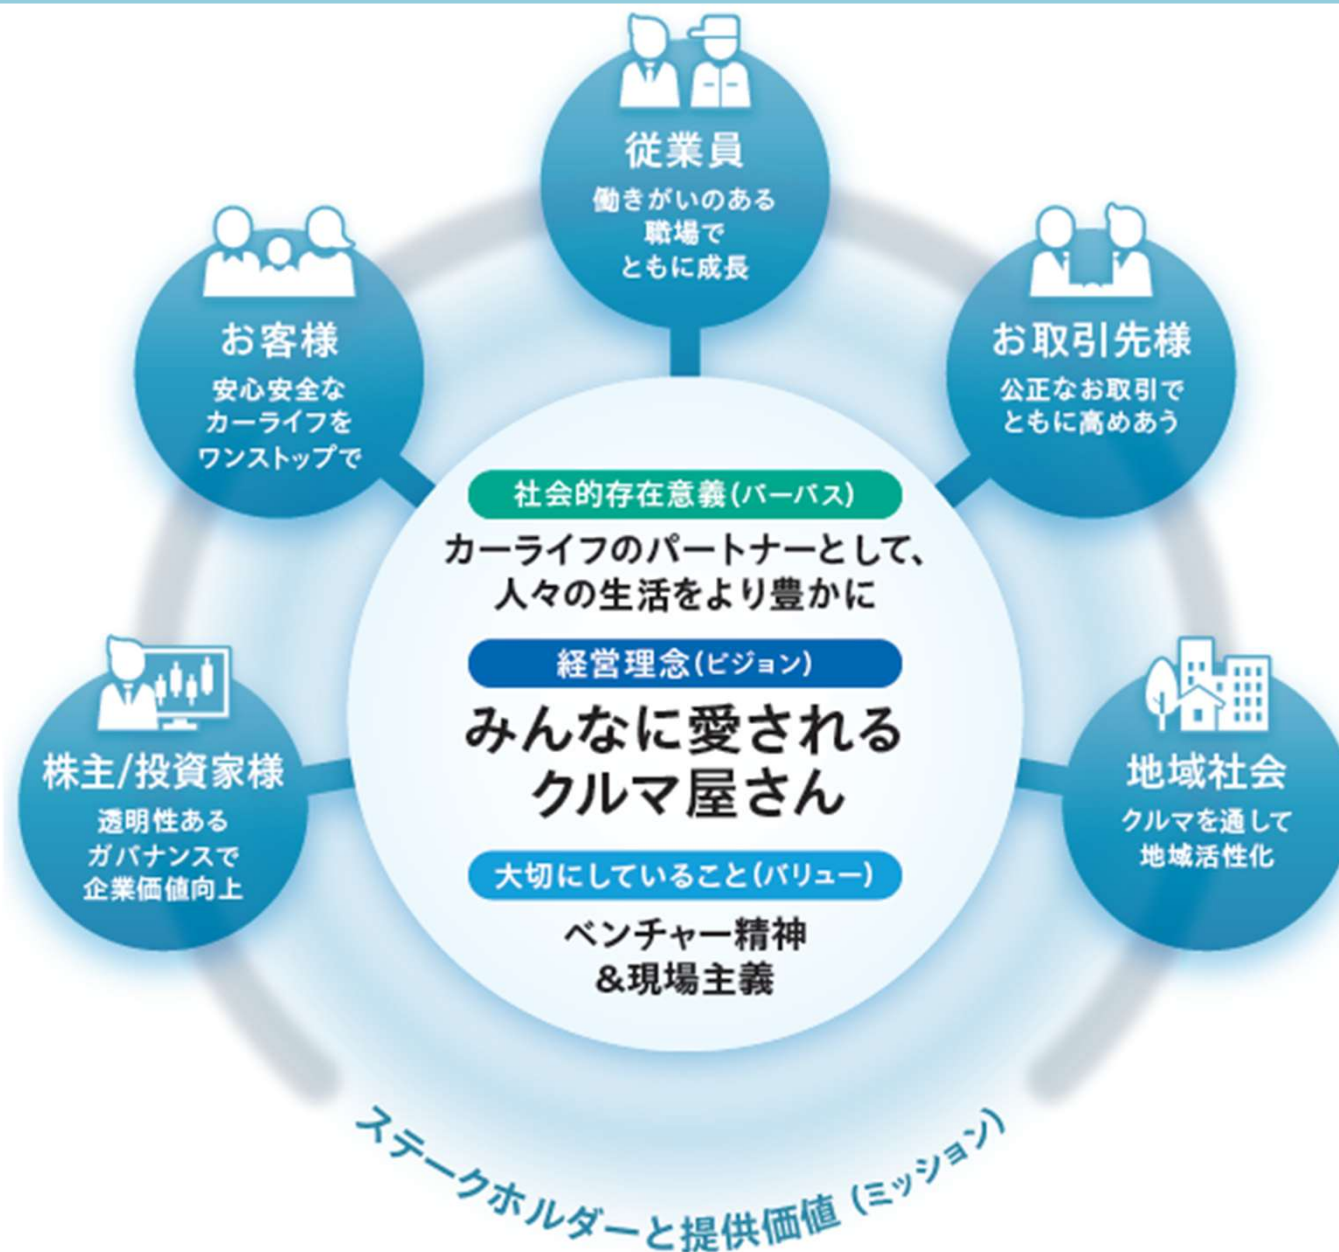 従業員
働きがいのある
職場で
ともに成長
お客様
安心安全な
カーライフを
ワンストップで
お取引先様
公正なお取引で
ともに高めあう
社会的存在意義(パーパス)
カーライフのパートナーとして、
人々の生活をより豊かに
経営理念(ビジョン)
みんなに愛される
クルマ屋さん
大切にしていること(バリュー)
ベンチャー精神
&現場主義
株主/投資家様
透明性ある
ガバナンスで
企業価値向上
地域社会
クルマを通して
地域活性化
ステークホルダーと提供価値(ミッション)